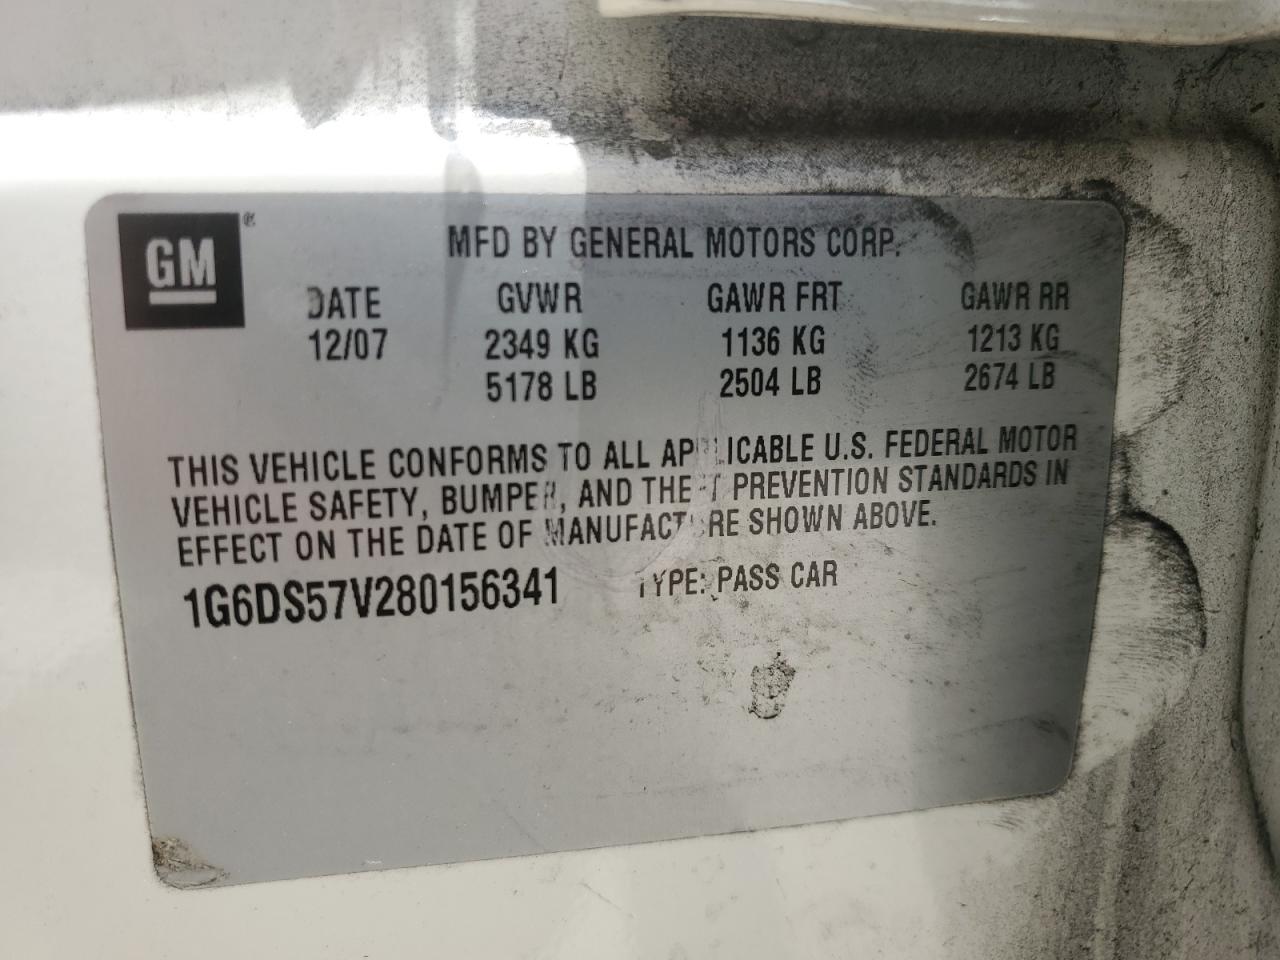 GM ®
MFD BY GENERAL MOTORS CORP.
DATE GVWR GAWR FRT GAWR RR
12/07 2349 KG 1136 KG 1213 KG
5178 LB 2504 LB 2674 LB
THIS VEHICLE CONFORMS TO ALL APPLICABLE U.S. FEDERAL MOTOR
VEHICLE SAFETY, BUMPER, AND THEFT PREVENTION STANDARDS IN
EFFECT ON THE DATE OF MANUFACTURE SHOWN ABOVE.
1G6DS57V280156341 TYPE: PASS CAR